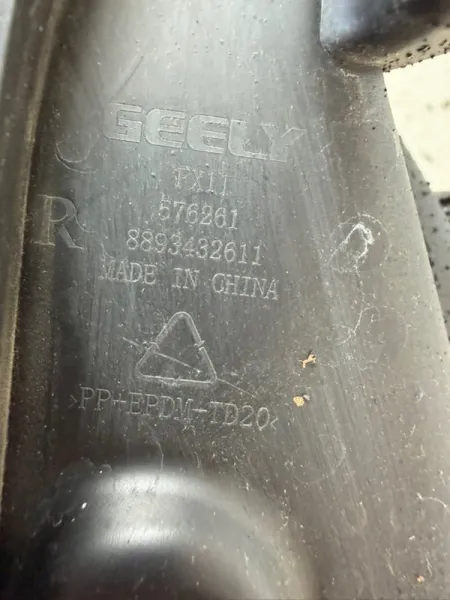 GEELY
FX11
R
576261
8893432611
MADE IN CHINA
>PP+EPDM-TD20<